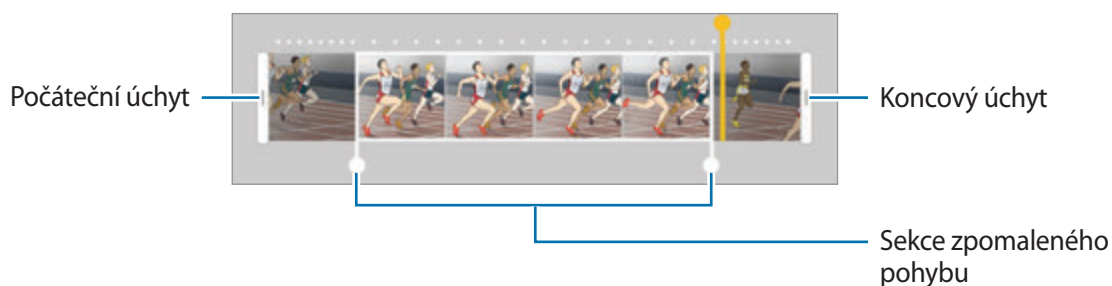 Počáteční úchyt
Koncový úchyt
Sekce zpomaleného
pohybu